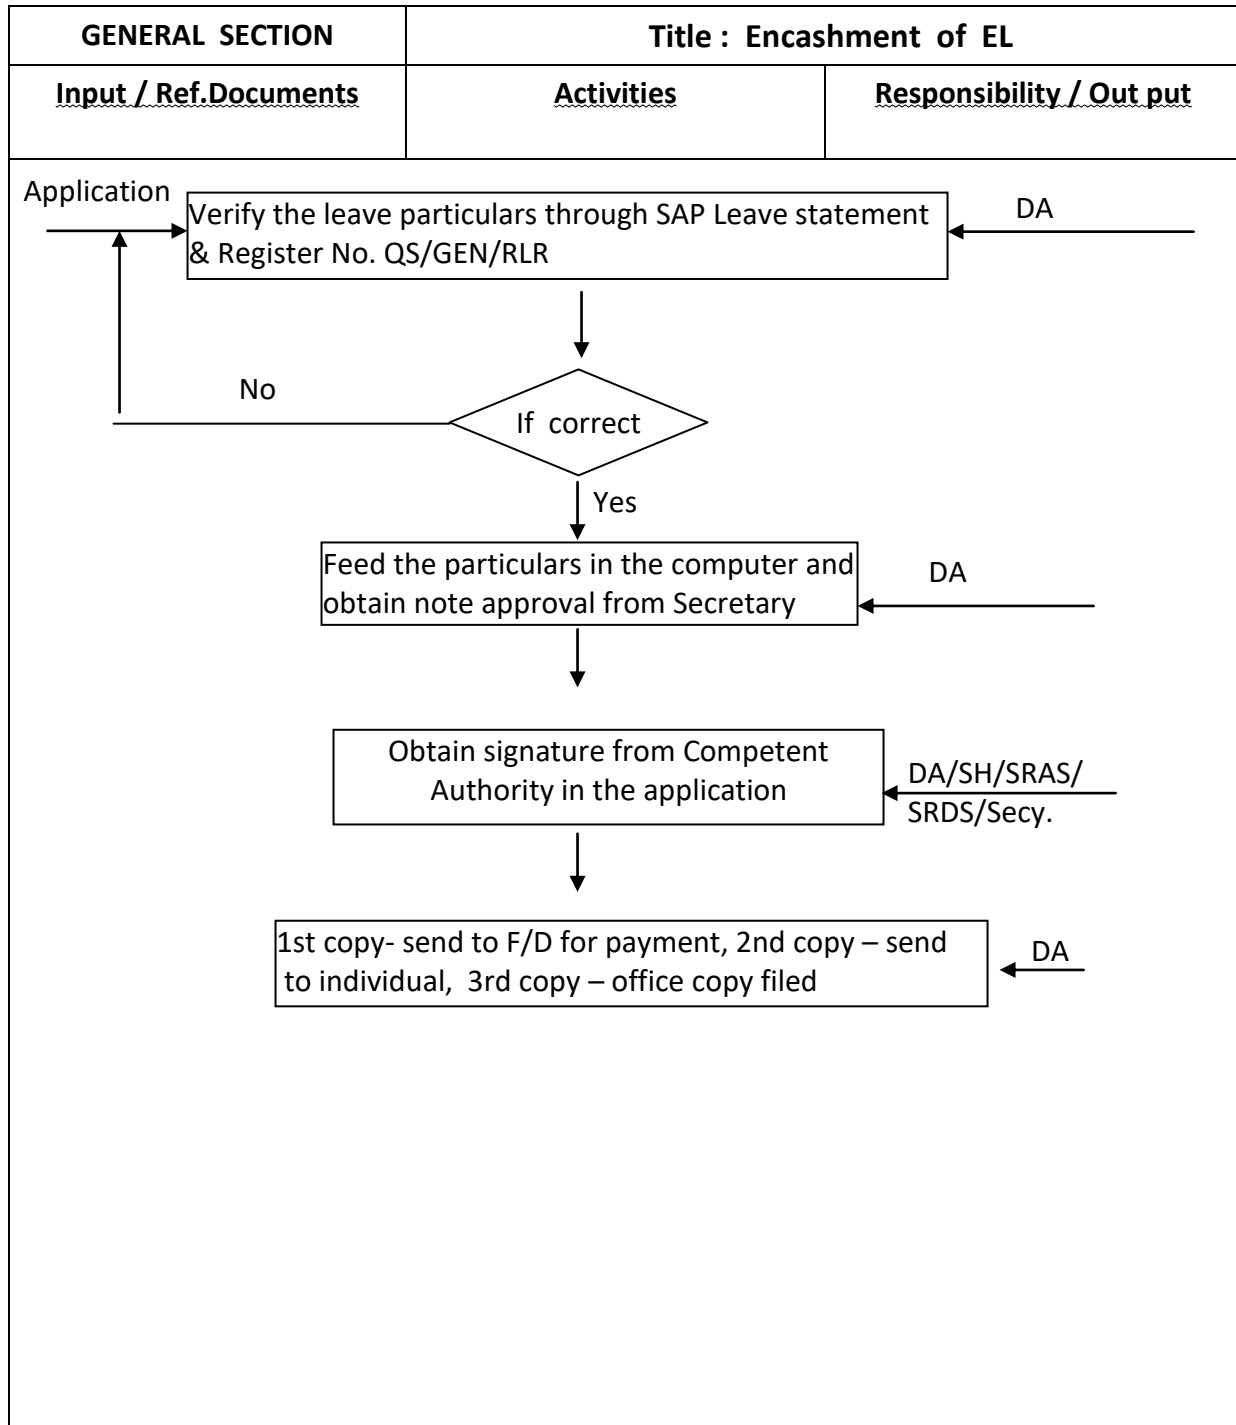 GENERAL SECTION
Title : Encashment of EL
Input / Ref.Documents
Activities
Responsibility / Out put
Application
Verify the leave particulars through SAP Leave statement
& Register No. QS/GEN/RLR
DA
No
If correct
Yes
Feed the particulars in the computer and
obtain note approval from Secretary
DA
Obtain signature from Competent
Authority in the application
DA/SH/SRAS/
SRDS/Secy.
1st copy- send to F/D for payment, 2nd copy – send
to individual, 3rd copy – office copy filed
DA